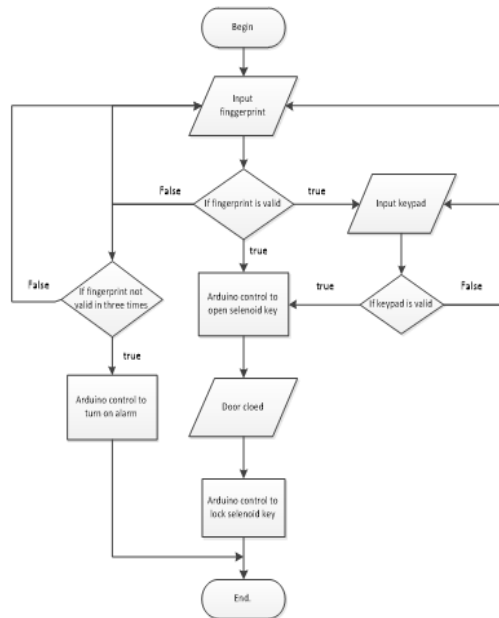 Begin
Input
finggerprint
False
true
If fingerprint is valid
Input keypad
true
False
If fingerprint not
valid in three times
Arduino control to
open selenoid key
true
If keypad is valid
False
true
Arduino control to
turn on alarm
Door cloed
Arduino control to
lock selenoid key
End.